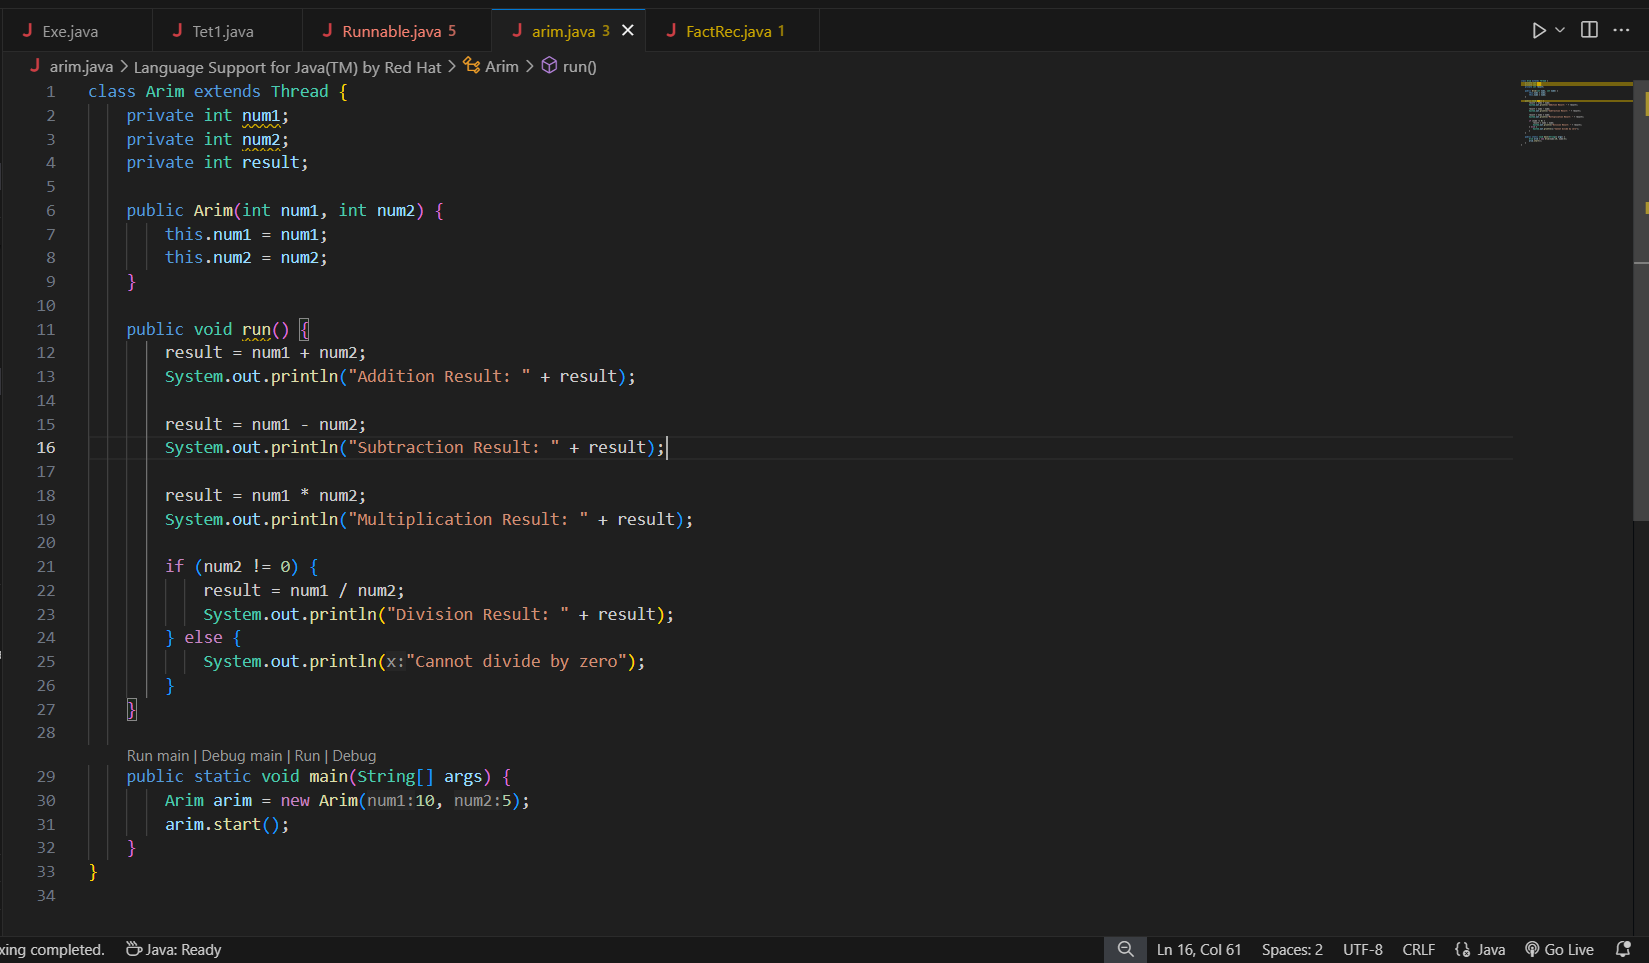 Exe.java Tet1.java Runnable.java 5 arim.java 3 FactRec.java 1
arim.java > Language Support for Java(TM) by Red Hat > Arim > run()
1 class Arim extends Thread {
2 private int num1;
3 private int num2;
4 private int result;
5
6 public Arim(int num1, int num2) {
7 this.num1 = num1;
8 this.num2 = num2;
9 }
10
11 public void run() {
12 result = num1 + num2;
13 System.out.println("Addition Result: " + result);
14
15 result = num1 - num2;
16 System.out.println("Subtraction Result: " + result);
17
18 result = num1 * num2;
19 System.out.println("Multiplication Result: " + result);
20
21 if (num2 != 0) {
22 result = num1 / num2;
23 System.out.println("Division Result: " + result);
24 } else {
25 System.out.println(x:"Cannot divide by zero");
26 }
27 }
28
Run main | Debug main | Run | Debug
29 public static void main(String[] args) {
30 Arim arim = new Arim(num1:10, num2:5);
31 arim.start();
32 }
33 }
34
xing completed. Java: Ready Ln 16, Col 61 Spaces: 2 UTF-8 CRLF {} Java Go Live